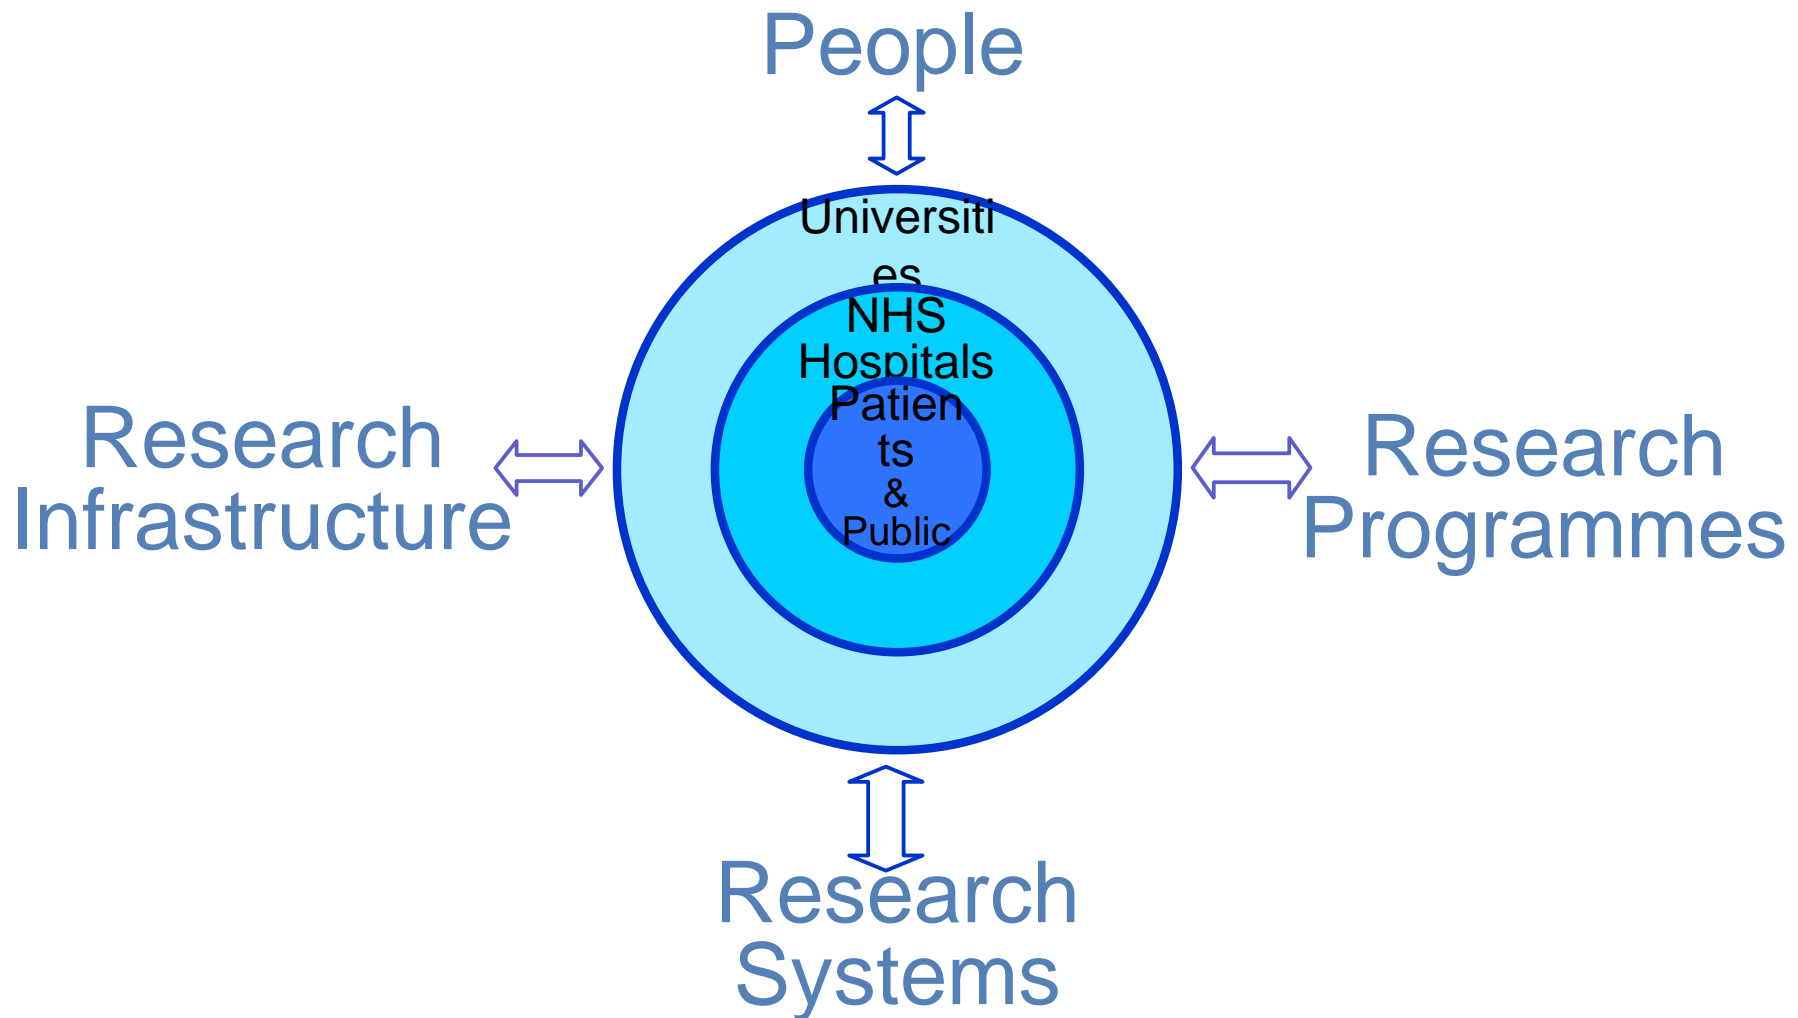 People
Universiti
es
NHS
Hospitals
Patien
ts
&
Public
Research
Infrastructure
Research
Programmes
Research
Systems